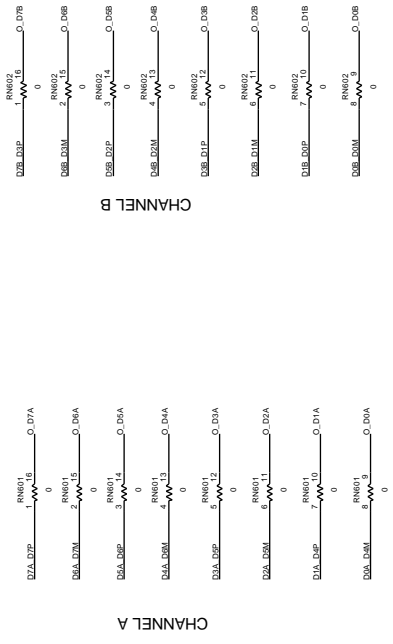 CHANNEL A
D7A_D7P 1 RN601 16 O_D7A
0
D6A_D7M 2 RN601 15 O_D6A
0
D5A_D6P 3 RN601 14 O_D5A
0
D4A_D6M 4 RN601 13 O_D4A
0
D3A_D5P 5 RN601 12 O_D3A
0
D2A_D5M 6 RN601 11 O_D2A
0
D1A_D4P 7 RN601 10 O_D1A
0
D0A_D4M 8 RN601 9 O_D0A
0
CHANNEL B
D7B_D3P 1 RN602 16 O_D7B
0
D6B_D3M 2 RN602 15 O_D6B
0
D5B_D2P 3 RN602 14 O_D5B
0
D4B_D2M 4 RN602 13 O_D4B
0
D3B_D1P 5 RN602 12 O_D3B
0
D2B_D1M 6 RN602 11 O_D2B
0
D1B_D0P 7 RN602 10 O_D1B
0
D0B_D0M 8 RN602 9 O_D0B
0